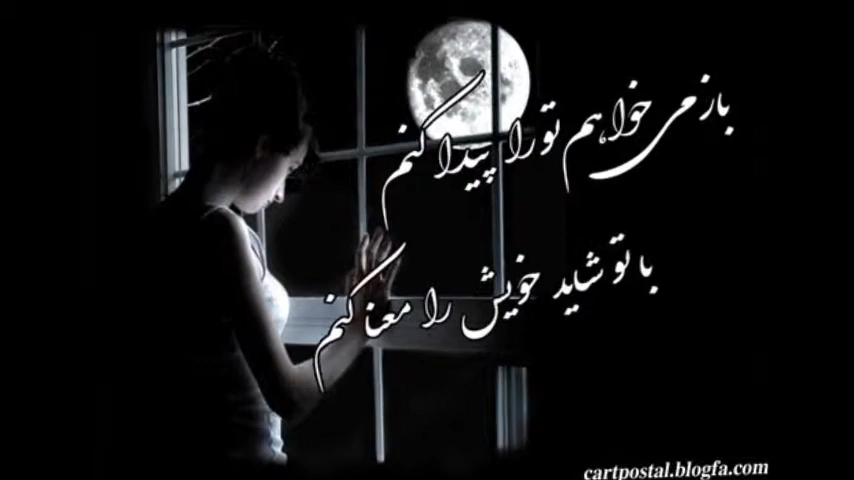 باز می خواهم تو را پیدا کنم
با تو شاید خویش را معنا کنم
cartpostal.blogfa.com